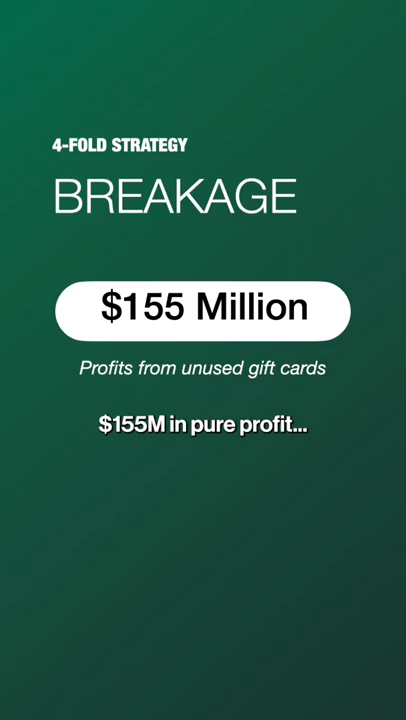 4-FOLD STRATEGY
BREAKAGE
$155 Million
Profits from unused gift cards
$155M in pure profit...